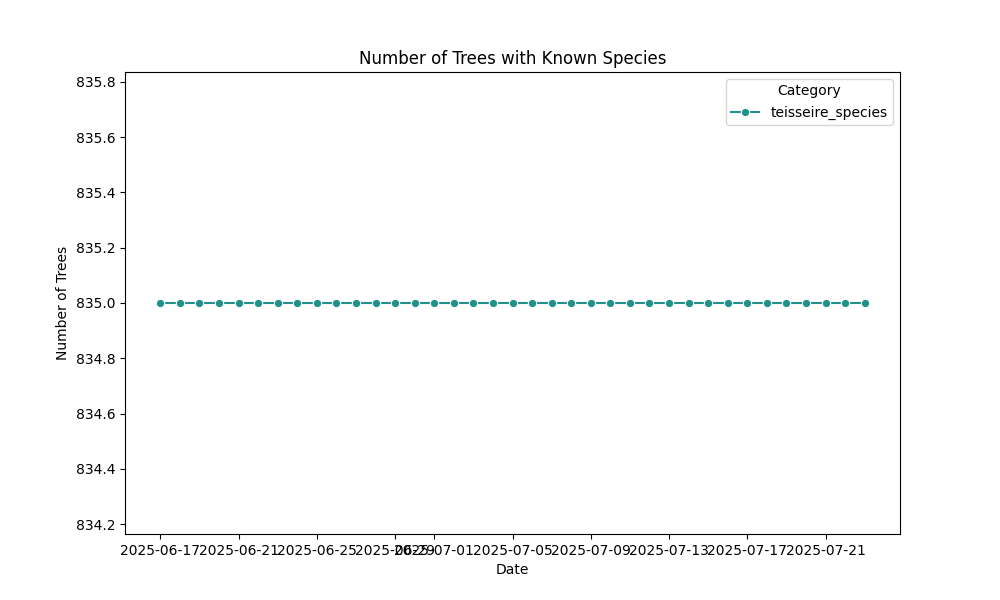 Number of Trees with Known Species
Category
teisseire_species
Number of Trees
835.8
835.6
835.4
835.2
835.0
834.8
834.6
834.4
834.2
2025-06-17 2025-06-21 2025-06-25 2025-06-29 2025-07-01 2025-07-05 2025-07-09 2025-07-13 2025-07-17 2025-07-21
Date